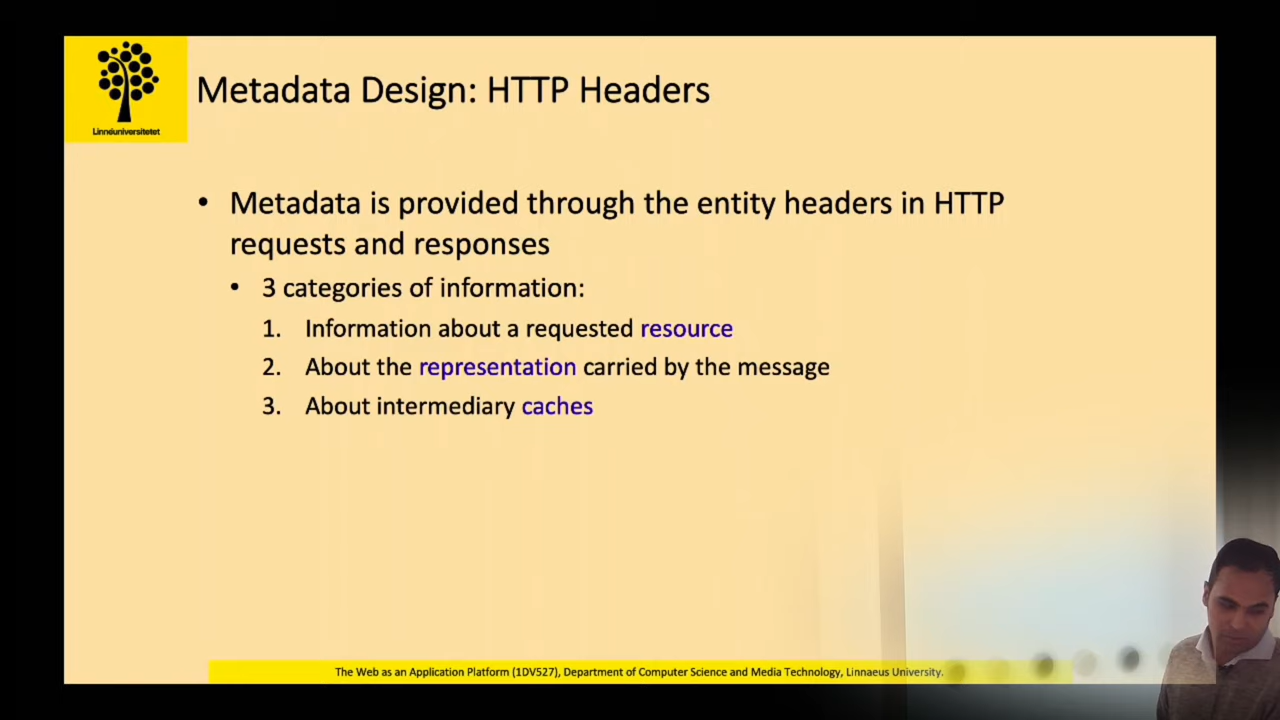 Linnéuniversitetet
Metadata Design: HTTP Headers
• Metadata is provided through the entity headers in HTTP
requests and responses
• 3 categories of information:
1. Information about a requested resource
2. About the representation carried by the message
3. About intermediary caches
The Web as an Application Platform (1DV527), Department of Computer Science and Media Technology, Linnaeus University.